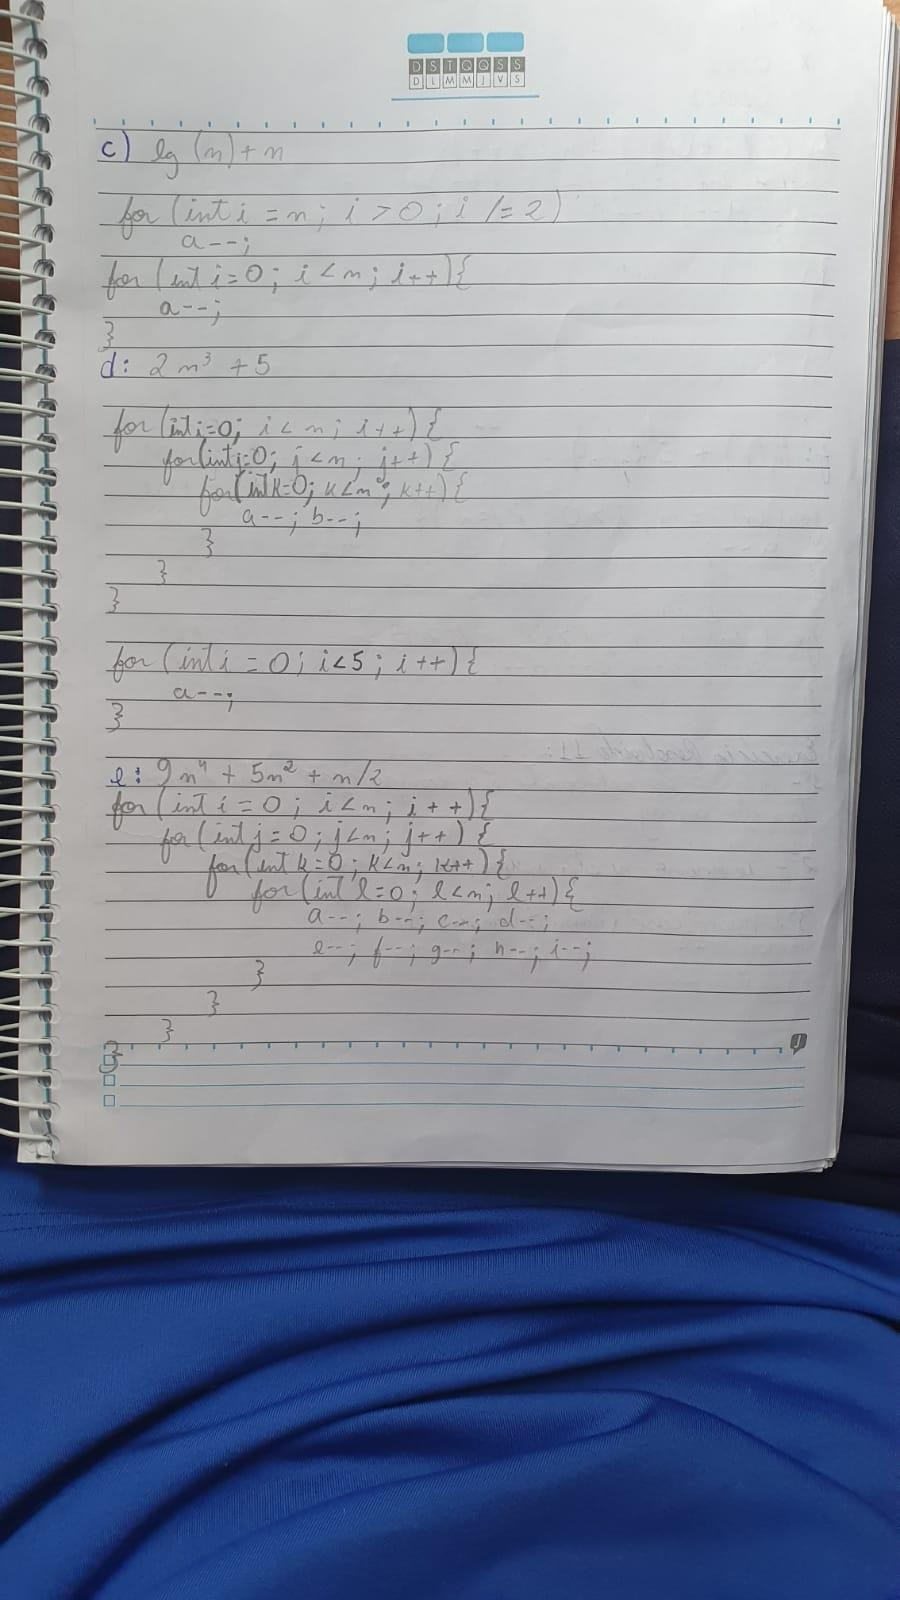 D S T Q Q S S
D L M M J V S
c) lg (n) + n
for (int i = n; i > 0; i /= 2)
a--;
for (int i=0; i < n; i++){
a--;
}
d: 2n³ + 5
for (int i=0; i < n; i++) {
for(int j=0; j<n; j++) {
for(int k=0; k<n; k++){
a--; b--;
}
}
}
for (int i = 0; i<5; i++) {
a--;
}
e: 9n⁴ + 5n² + n/2
for (int i = 0; i<n; i++){
for (int j=0; j<n; j++) {
for (int k=0; k<n; k++){
for (int l=0; l<n; l++){
a--; b--; c--; d--;
e--; f--; g--; h--; i--;
}
}
}
}